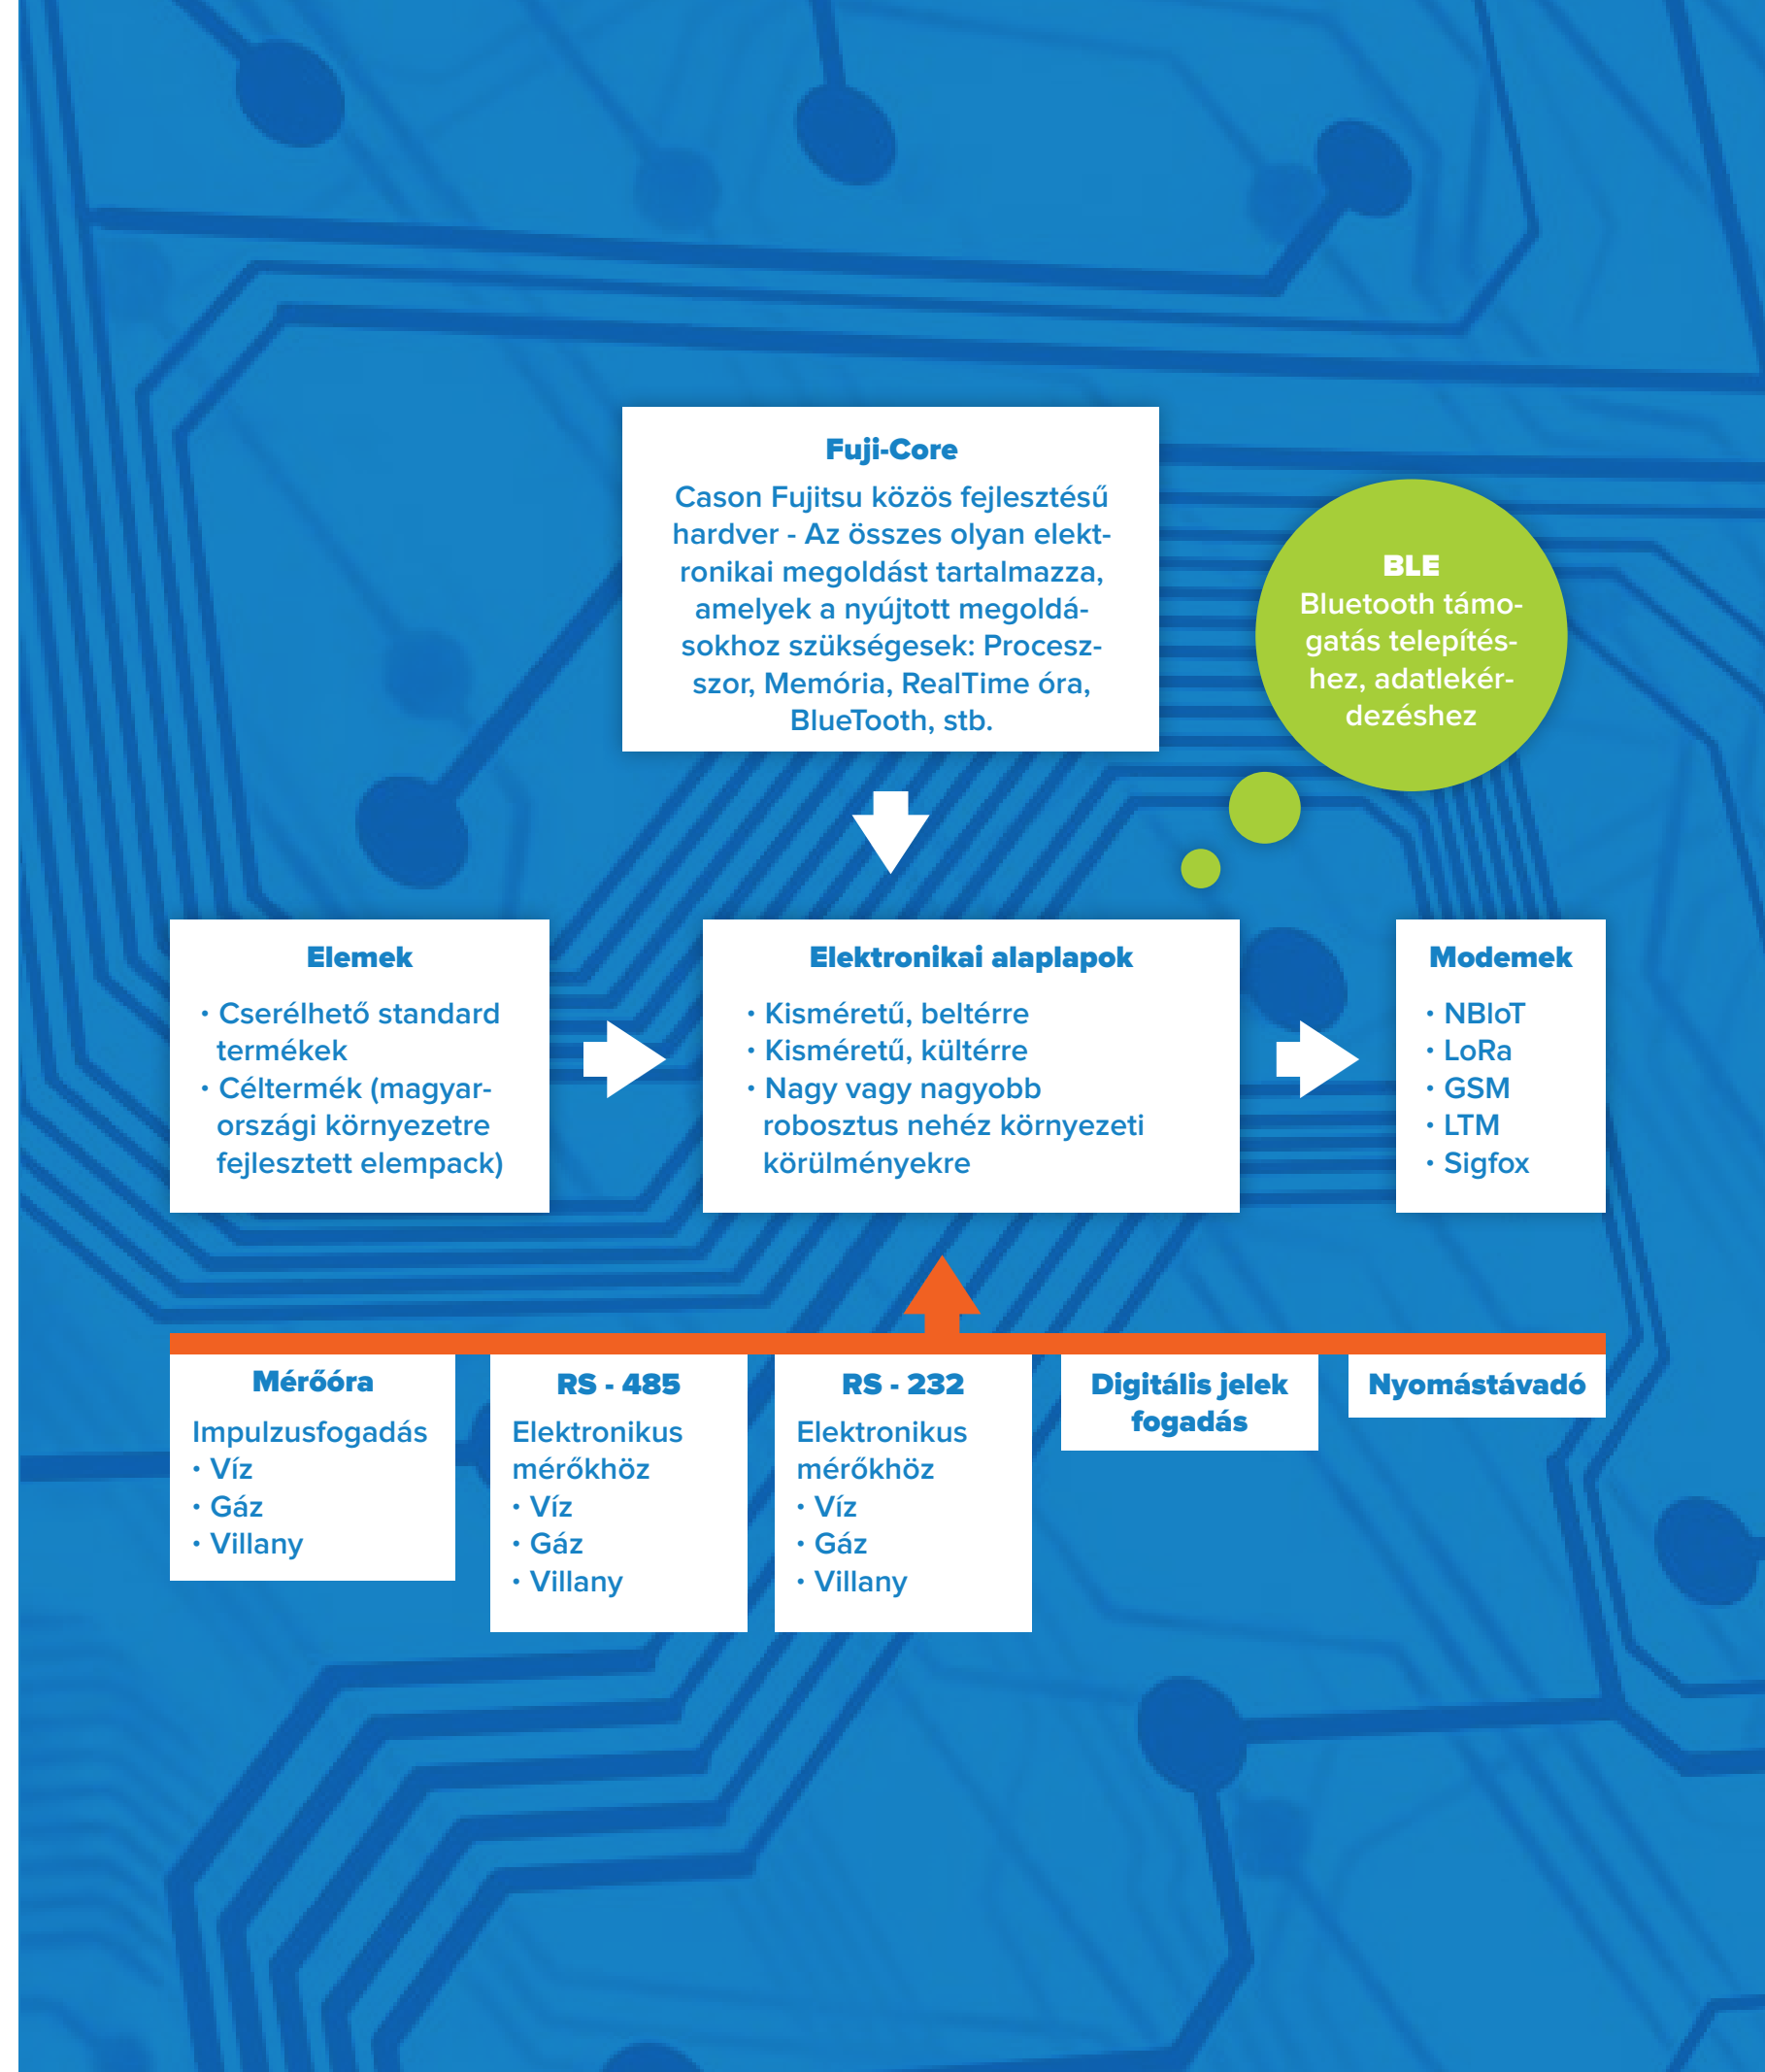 Fuji-Core
Cason Fujitsu közös fejlesztésű
hardver - Az összes olyan elekt-
ronikai megoldást tartalmazza,
amelyek a nyújtott megoldá-
sokhoz szükségesek: Procesz-
szor, Memória, RealTime óra,
BlueTooth, stb.
BLE
Bluetooth támo-
gatás telepítés-
hez, adatlekér-
dezéshez
Elemek
• Cserélhető standard
termékek
• Céltermék (magyar-
országi környezetre
fejlesztett elempack)
Elektronikai alaplapok
• Kisméretű, beltérre
• Kisméretű, kültérre
• Nagy vagy nagyobb
robosztus nehéz környezeti
körülményekre
Modemek
• NBIoT
• LoRa
• GSM
• LTM
• Sigfox
Mérőóra
Impulzusfogadás
• Víz
• Gáz
• Villany
RS - 485
Elektronikus
mérőkhöz
• Víz
• Gáz
• Villany
RS - 232
Elektronikus
mérőkhöz
• Víz
• Gáz
• Villany
Digitális jelek
fogadás
Nyomástávadó